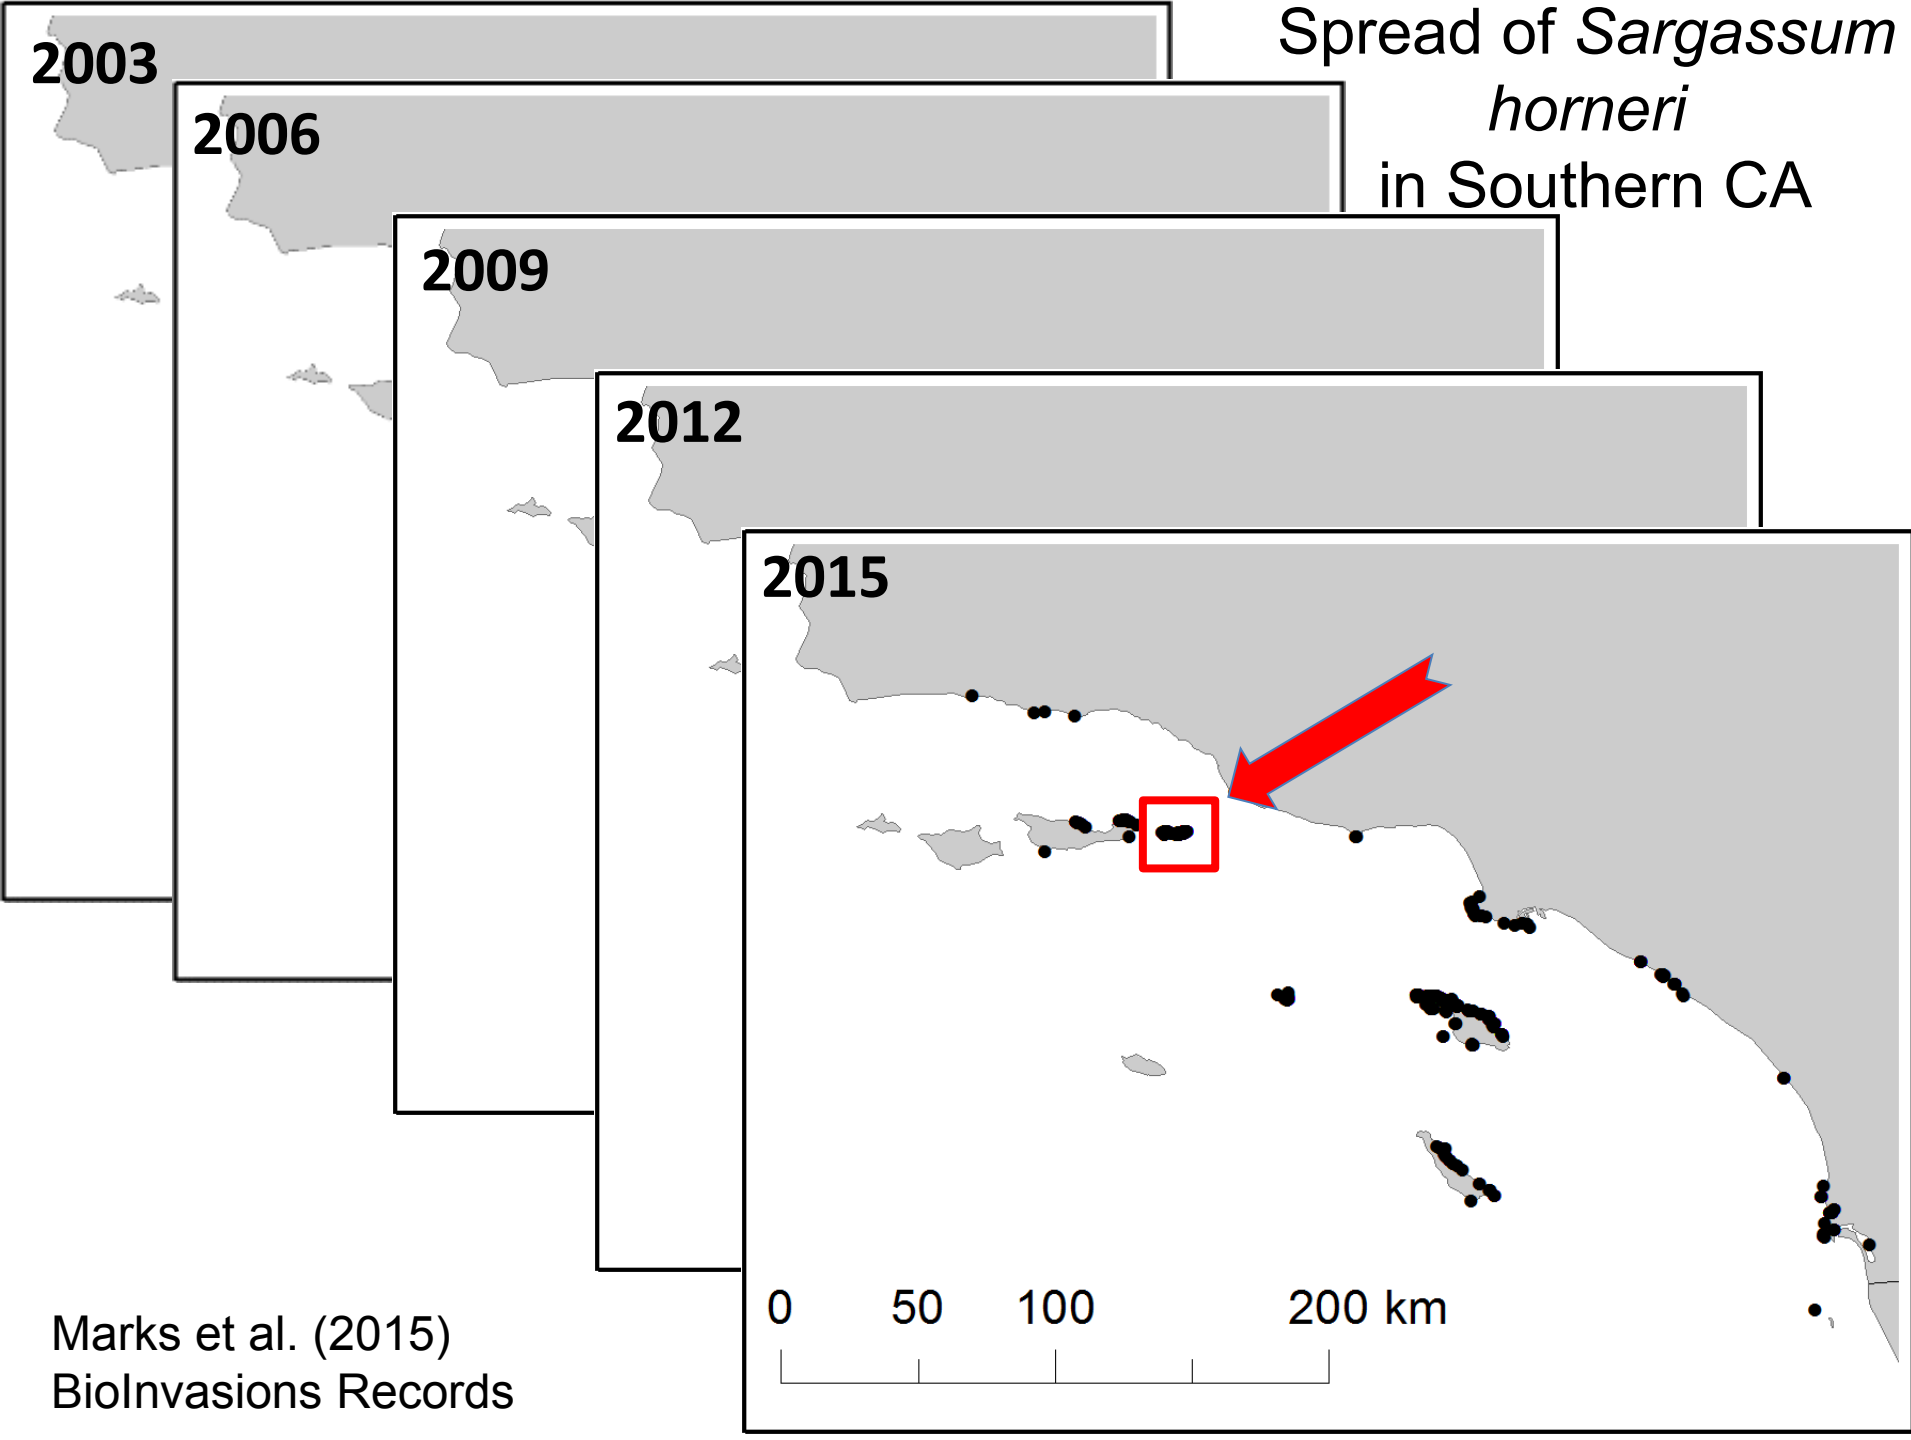 Spread of Sargassum
horneri
in Southern CA
2003
2006
2009
2012
2015
0 50 100 200 km
Marks et al. (2015)
BioInvasions Records